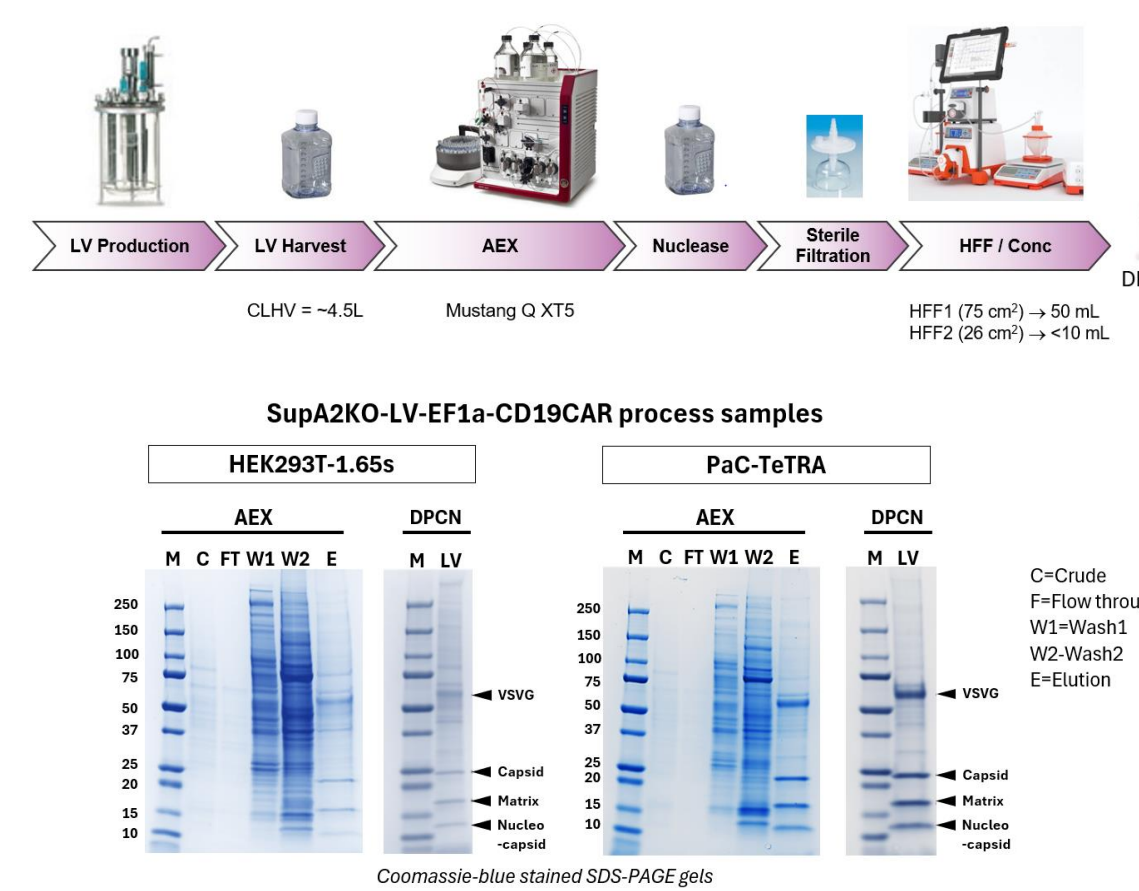 LV Production
LV Harvest
AEX
Nuclease
Sterile
Filtration
HFF / Conc
CLHV = ~4.5L
Mustang Q XT5
HFF1 (75 cm²) → 50 mL
HFF2 (26 cm²) → <10 mL
SupA2KO-LV-EF1a-CD19CAR process samples
HEK293T-1.65s
AEX
DPCN
M C FT W1 W2 E
M LV
250
150
100
75
50
37
25
20
15
10
VSVG
Capsid
Matrix
Nucleo
-capsid
PaC-TeTRA
AEX
DPCN
M C FT W1 W2 E
M LV
250
150
100
75
50
37
25
20
15
10
VSVG
Capsid
Matrix
Nucleo
-capsid
C=Crude
F=Flow throu
W1=Wash1
W2-Wash2
E=Elution
Coomassie-blue stained SDS-PAGE gels